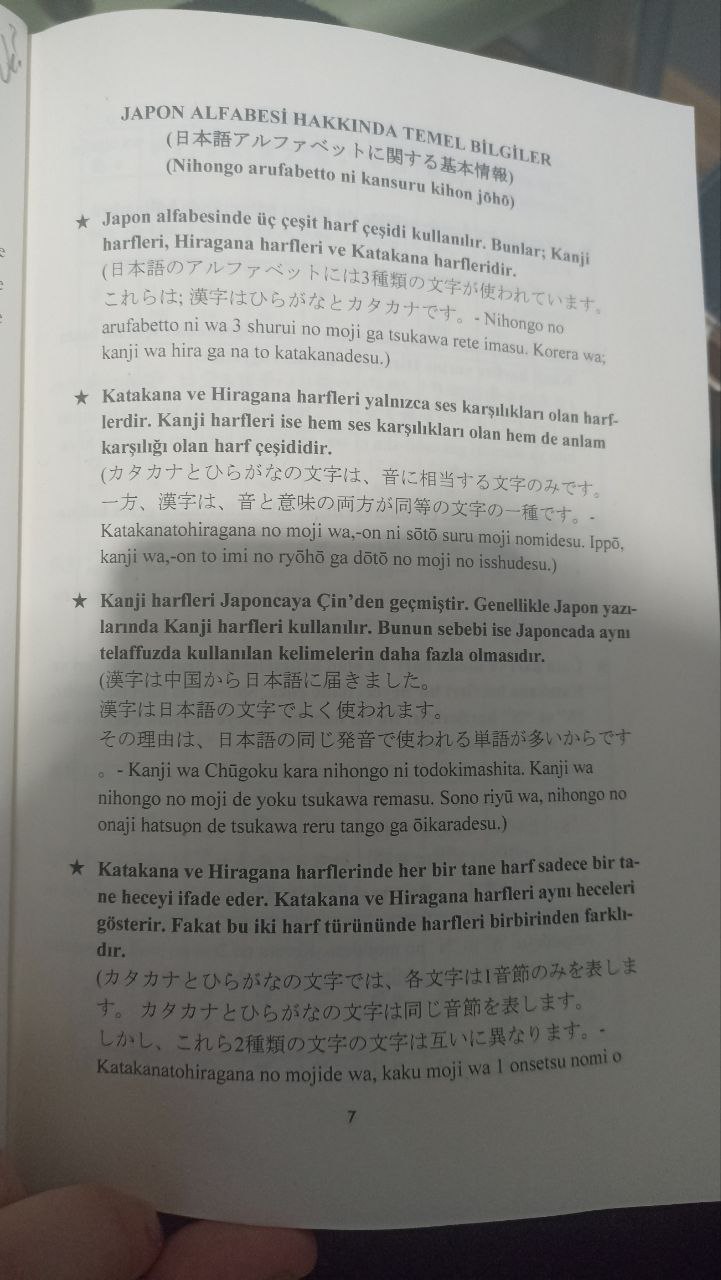 JAPON ALFABESİ HAKKINDA TEMEL BİLGİLER
(日本語アルファベットに関する基本情報)
(Nihongo arufabetto ni kansuru kihon jōhō)
★ Japon alfabesinde üç çeşit harf çeşidi kullanılır. Bunlar; Kanji
harfleri, Hiragana harfleri ve Katakana harfleridir.
(日本語のアルファベットには3種類の文字が使われています。
これらは; 漢字はひらがなとカタカナです。- Nihongo no
arufabetto ni wa 3 shurui no moji ga tsukawa rete imasu. Korera wa;
kanji wa hira ga na to katakanadesu.)
★ Katakana ve Hiragana harfleri yalnızca ses karşılıkları olan harf-
lerdir. Kanji harfleri ise hem ses karşılıkları olan hem de anlam
karşılığı olan harf çeşididir.
(カタカナとひらがなの文字は、音に相当する文字のみです。
一方、漢字は、音と意味の両方が同等の文字の一種です。-
Katakanatohiragana no moji wa,-on ni sōtō suru moji nomidesu. Ippō,
kanji wa,-on to imi no ryōhō ga dōtō no moji no isshudesu.)
★ Kanji harfleri Japoncaya Çin’den geçmiştir. Genellikle Japon yazı-
larında Kanji harfleri kullanılır. Bunun sebebi ise Japoncada aynı
telaffuzda kullanılan kelimelerin daha fazla olmasıdır.
(漢字は中国から日本語に届きました。
漢字は日本語の文字でよく使われます。
その理由は、日本語の同じ発音で使われる単語が多いからです
。- Kanji wa Chūgoku kara nihongo ni todokimashita. Kanji wa
nihongo no moji de yoku tsukawa remasu. Sono riyū wa, nihongo no
onaji hatsuon de tsukawa reru tango ga ōikaradesu.)
★ Katakana ve Hiragana harflerinde her bir tane harf sadece bir ta-
ne heceyi ifade eder. Katakana ve Hiragana harfleri aynı heceleri
gösterir. Fakat bu iki harf türününde harfleri birbirinden farklı-
dır.
(カタカナとひらがなの文字では、各文字は1音節のみを表しま
す。 カタカナとひらがなの文字は同じ音節を表します。
しかし、これら2種類の文字の文字は互いに異なります。-
Katakanatohiragana no mojide wa, kaku moji wa 1 onsetsu nomi o
7